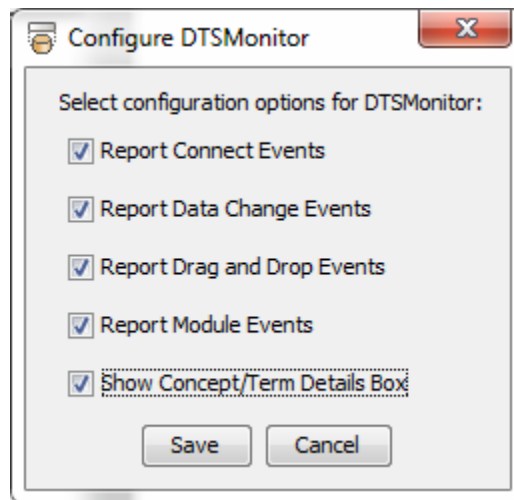 Configure DTSMonitor
Select configuration options for DTSMonitor:
Report Connect Events
Report Data Change Events
Report Drag and Drop Events
Report Module Events
Show Concept/Term Details Box
Save Cancel